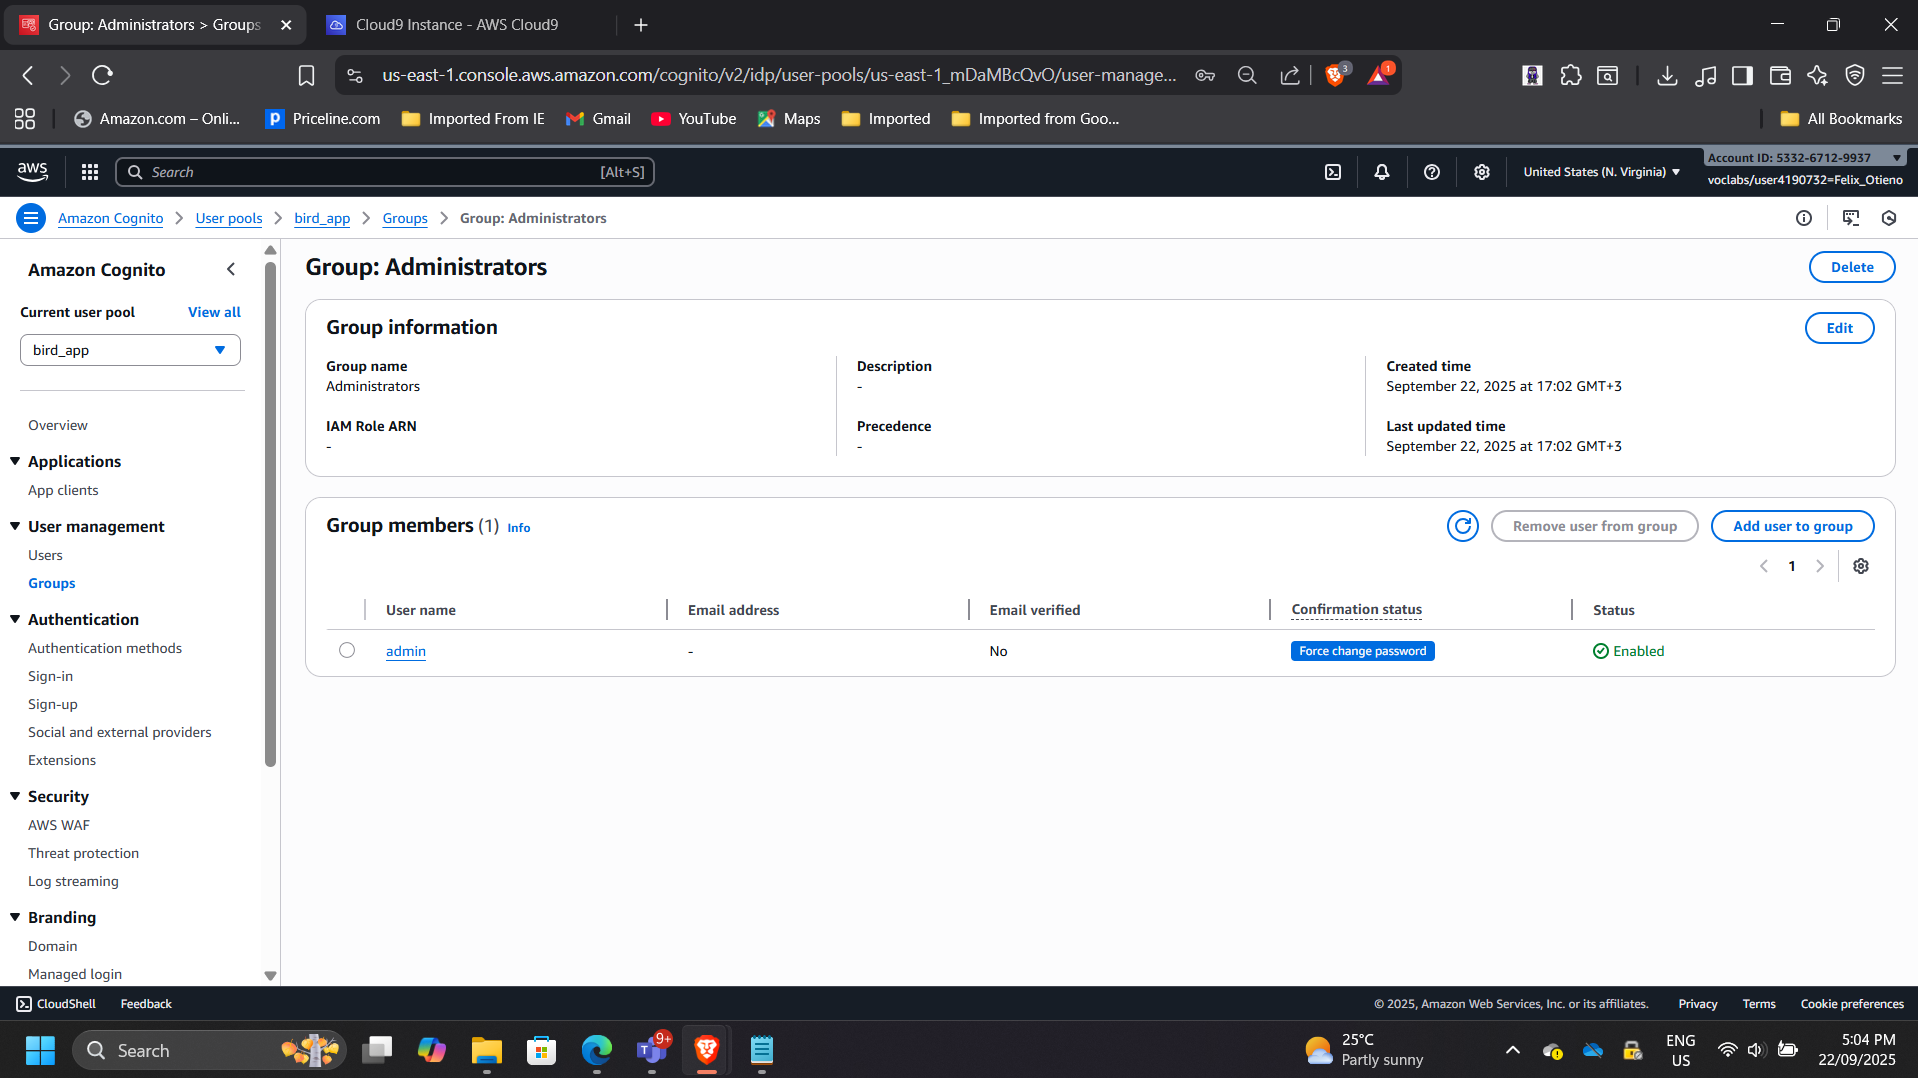 Group: Administrators > Groups
Cloud9 Instance - AWS Cloud9
us-east-1.console.aws.amazon.com/cognito/v2/idp/user-pools/us-east-1_mDaMBcQvO/user-manage...
3
1
Amazon.com – Onli...
Priceline.com
Imported From IE
Gmail
YouTube
Maps
Imported
Imported from Goo...
All Bookmarks
aws
Search
[Alt+S]
United States (N. Virginia)
Account ID: 5332-6712-9937
voclabs/user4190732=Felix_Otieno
Amazon Cognito
User pools
bird_app
Groups
Group: Administrators
Amazon Cognito
Current user pool
View all
bird_app
Overview
Applications
App clients
User management
Users
Groups
Authentication
Authentication methods
Sign-in
Sign-up
Social and external providers
Extensions
Security
AWS WAF
Threat protection
Log streaming
Branding
Domain
Managed login
Group: Administrators
Delete
Group information
Edit
Group name
Administrators
IAM Role ARN
-
Description
-
Precedence
-
Created time
September 22, 2025 at 17:02 GMT+3
Last updated time
September 22, 2025 at 17:02 GMT+3
Group members (1) Info
Remove user from group
Add user to group
1
User name
Email address
Email verified
Confirmation status
Status
admin
-
No
Force change password
Enabled
CloudShell
Feedback
© 2025, Amazon Web Services, Inc. or its affiliates.
Privacy
Terms
Cookie preferences
Search
9+
25°C
Partly sunny
ENG
US
5:04 PM
22/09/2025